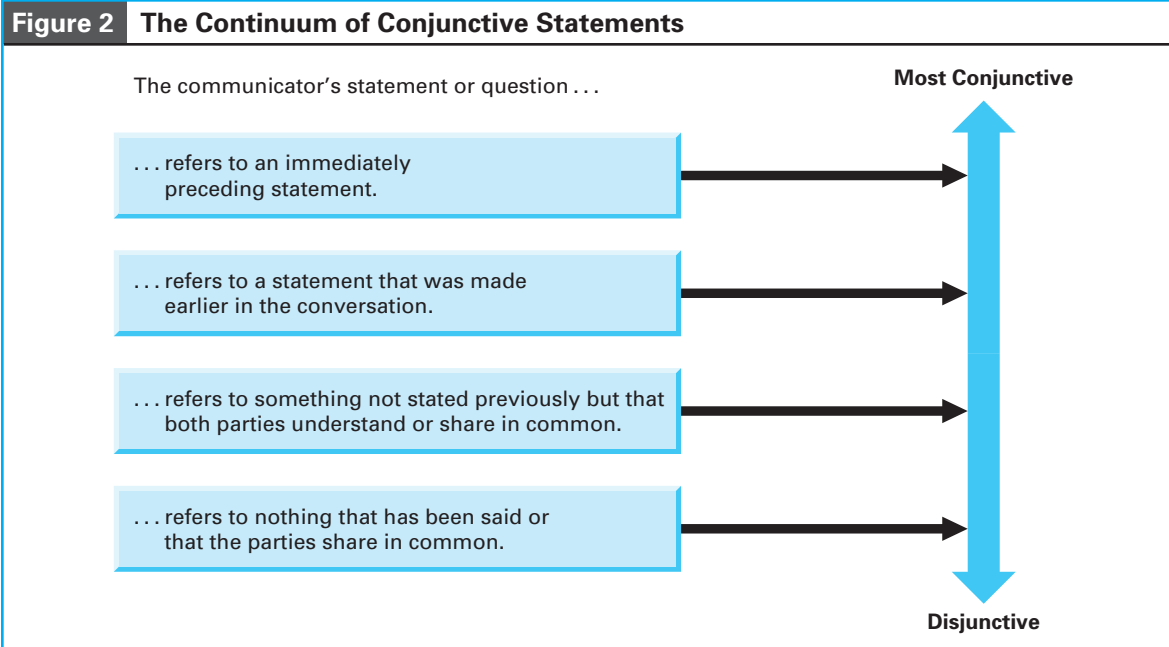 Figure 2 The Continuum of Conjunctive Statements
The communicator’s statement or question . . .
Most Conjunctive
. . . refers to an immediately
preceding statement.
. . . refers to a statement that was made
earlier in the conversation.
. . . refers to something not stated previously but that
both parties understand or share in common.
. . . refers to nothing that has been said or
that the parties share in common.
Disjunctive